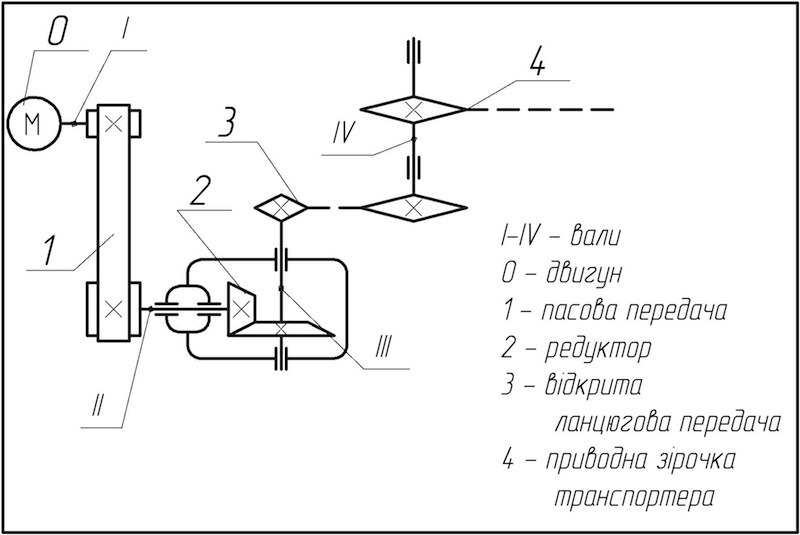 0
I
4
M
3
IV
2
1
III
II
I-IV - вали
0 - двигун
1 - пасова передача
2 - редуктор
3 - відкрита
ланцюгова передача
4 - приводна зірочка
транспортера